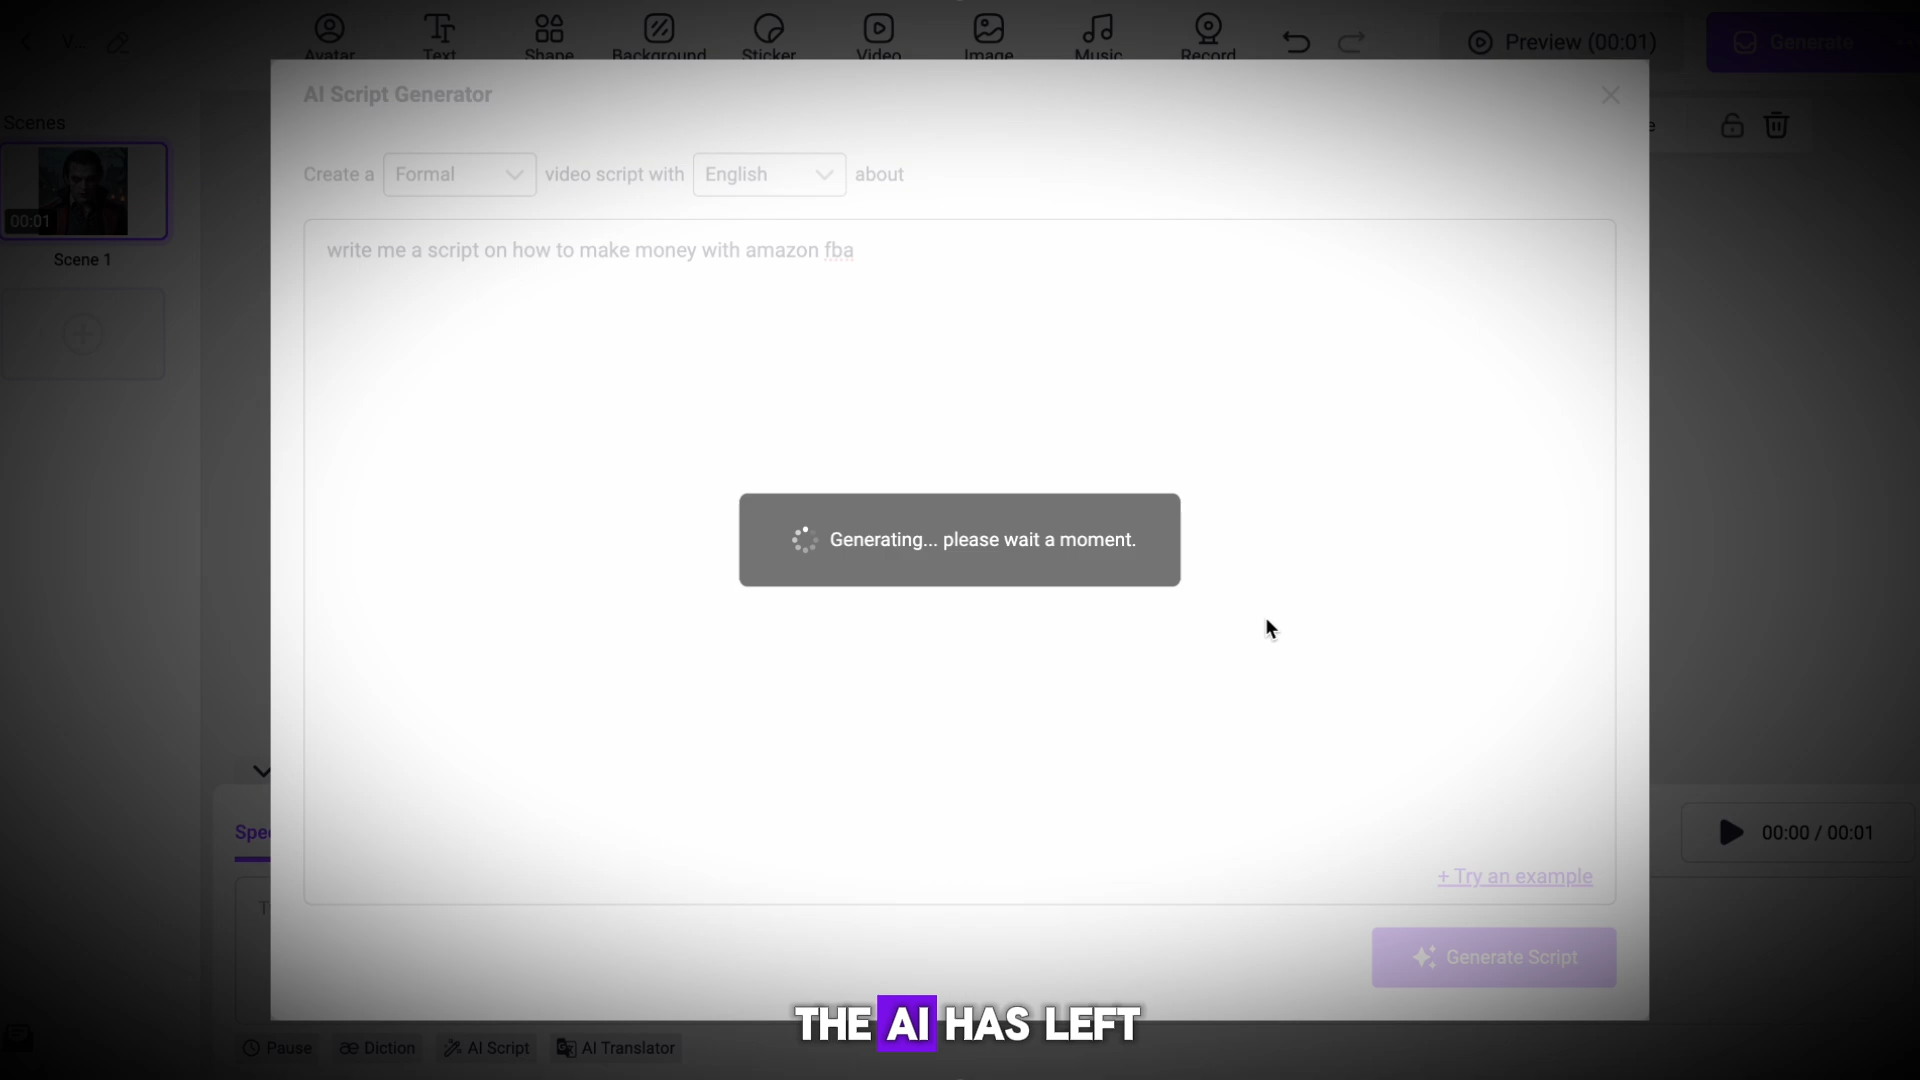 Avatar
Text
Shape
Background
Sticker
Video
Image
Music
Record
Preview (00:01)
Generate
AI Script Generator
Scenes
Create a Formal video script with English about
00:01
write me a script on how to make money with amazon fba
Scene 1
Generating... please wait a moment.
00:00 / 00:01
+ Try an example
Generate Script
THE AI HAS LEFT
Pause
Diction
AI Script
AI Translator